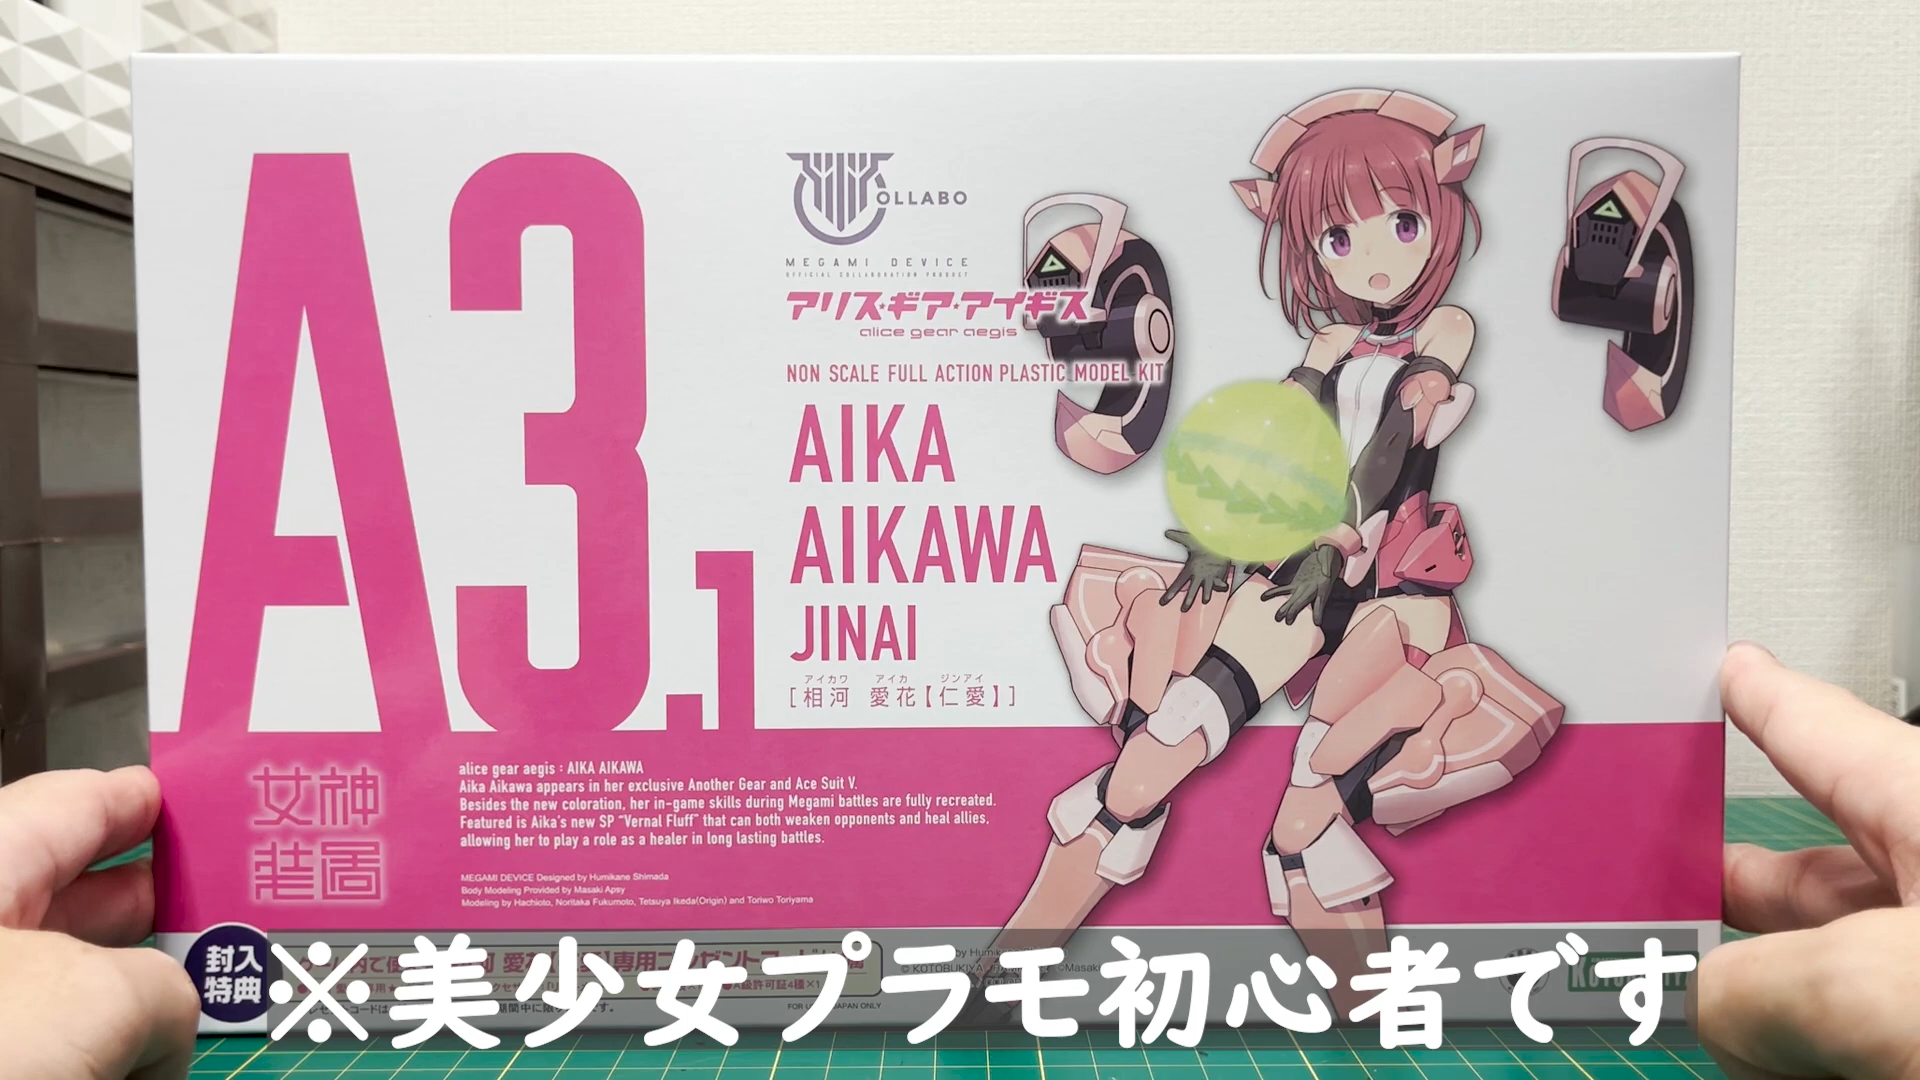 A3.1
COLLABO
MEGAMI DEVICE
OFFICIAL COLLABORATION PRODUCT
アリス・ギア・アイギス
alice gear aegis
NON SCALE FULL ACTION PLASTIC MODEL KIT
AIKA
AIKAWA
JINAI
アイカワ アイカ ジンアイ
[相河 愛花【仁愛】]
女神
装置
alice gear aegis : AIKA AIKAWA
Aika Aikawa appears in her exclusive Another Gear and Ace Suit V.
Besides the new coloration, her in-game skills during Megami battles are fully recreated.
Featured is Aika's new SP "Vernal Fluff" that can both weaken opponents and heal allies,
allowing her to play a role as a healer in long lasting battles.
MEGAMI DEVICE Designed by Humikane Shimada
Body Modeling Provided by Masaki Apsy
Modeling by Hachioto, Noritaka Fukumoto, Tetsuya Ikeda(Origin) and Toriwo Toriyama
封入
特典
※美少女プラモ初心者です